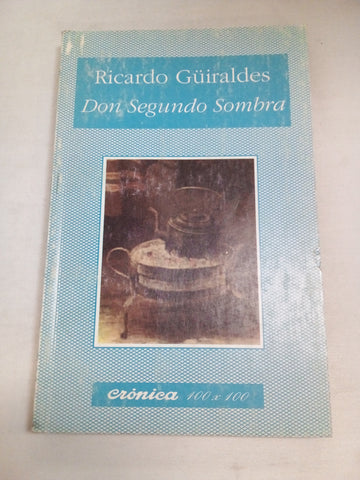 Ricardo Güiraldes
Don Segundo Sombra
crónica 100 x 100